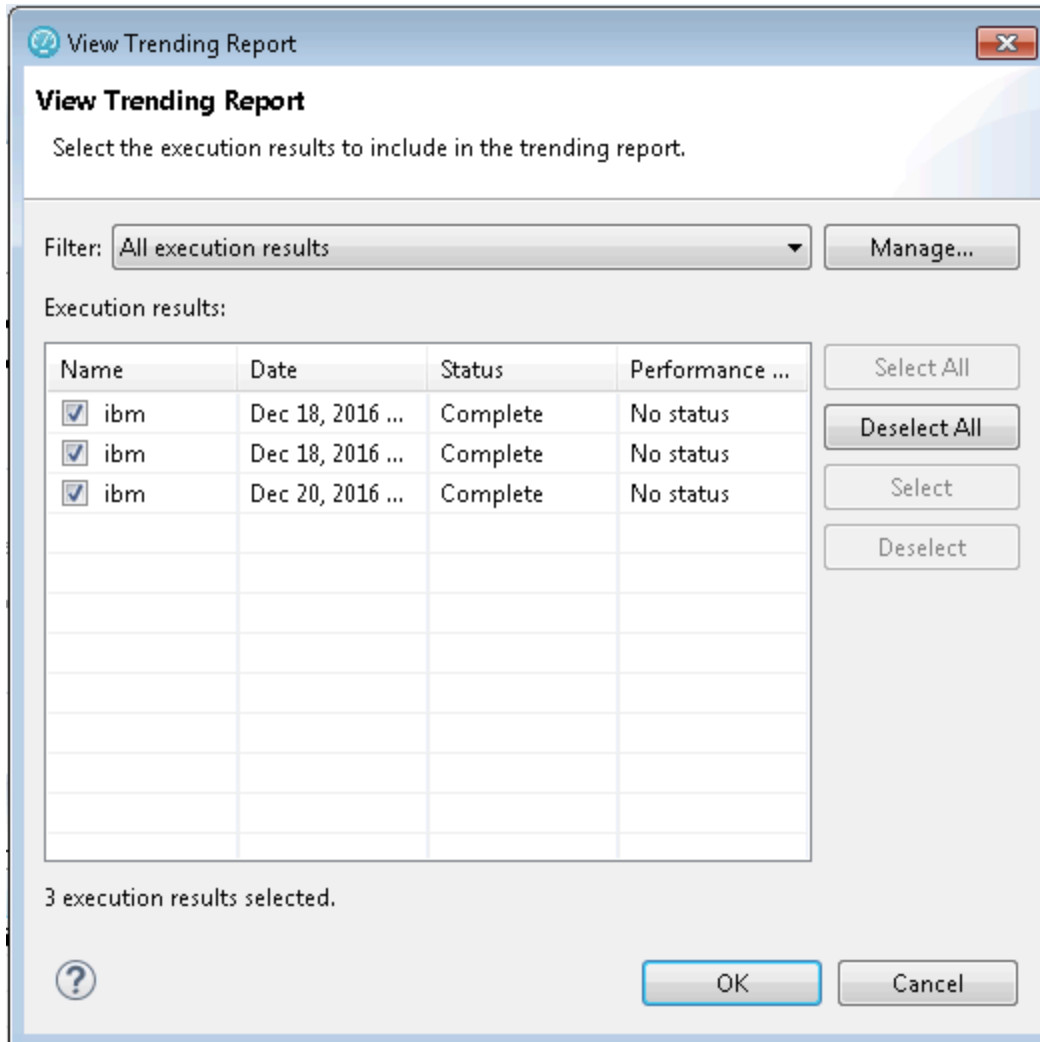 View Trending Report
View Trending Report
Select the execution results to include in the trending report.
Filter: All execution results Manage...
Execution results:
Name Date Status Performance ... Select All
ibm Dec 18, 2016 ... Complete No status Deselect All
ibm Dec 18, 2016 ... Complete No status
ibm Dec 20, 2016 ... Complete No status Select
Deselect
3 execution results selected.
? OK Cancel